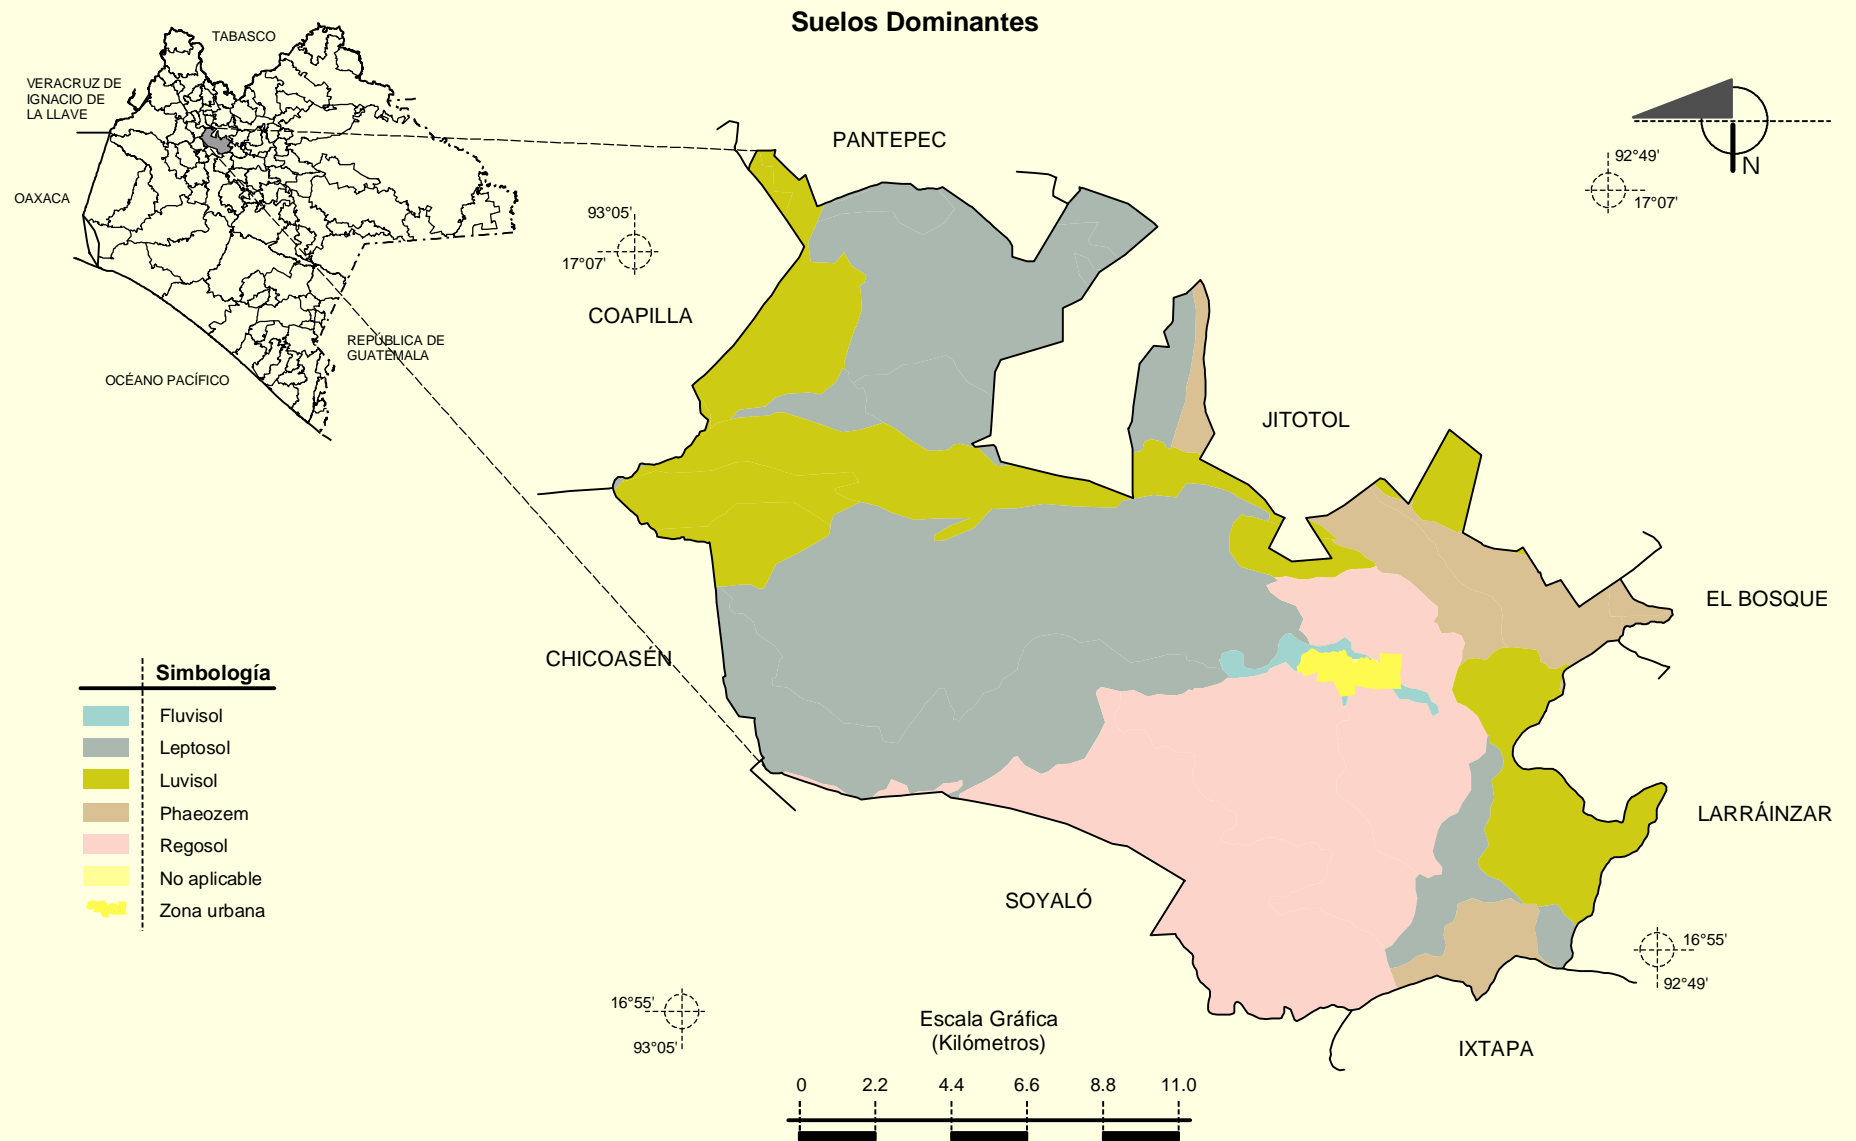 Suelos Dominantes
TABASCO
VERACRUZ DE
IGNACIO DE
LA LLAVE
OAXACA
REPÚBLICA DE
GUATEMALA
OCÉANO PACÍFICO
PANTEPEC
N
92°49'
17°07'
93°05'
17°07'
COAPILLA
JITOTOL
EL BOSQUE
CHICOASÉN
LARRÁINZAR
SOYALÓ
IXTAPA
Simbología
Fluvisol
Leptosol
Luvisol
Phaeozem
Regosol
No aplicable
Zona urbana
16°55'
92°49'
16°55'
93°05'
Escala Gráfica
(Kilómetros)
0 2.2 4.4 6.6 8.8 11.0